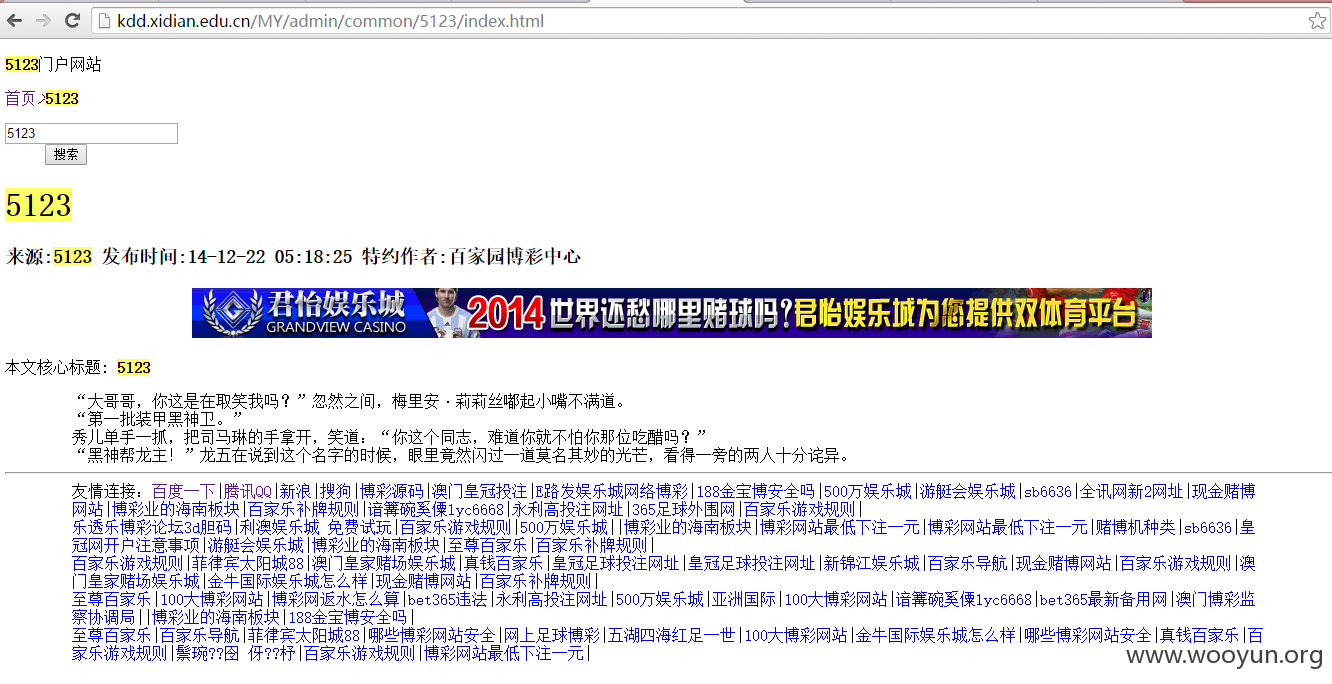 kdd.xidian.edu.cn/MY/admin/common/5123/index.html
5123门户网站
首页>5123
5123
搜索
5123
来源:5123 发布时间:14-12-22 05:18:25 特约作者:百家园博彩中心
君怡娱乐城
GRANDVIEW CASINO
2014世界还愁哪里赌球吗?君怡娱乐城为您提供双体育平台
本文核心标题: 5123
“大哥哥,你这是在取笑我吗?”忽然之间,梅里安·莉莉丝嘟起小嘴不满道。
“第一批装甲黑神卫。”
秀儿单手一抓,把司马琳的手拿开,笑道:“你这个同志,难道你就不怕你那位吃醋吗?”
“黑神帮龙主!”龙五在说到这个名字的时候,眼里竟然闪过一道莫名其妙的光芒,看得一旁的两人十分诧异。
友情连接: 百度一下|腾讯QQ|新浪|搜狗|博彩源码|澳门皇冠投注|E路发娱乐城网络博彩|188金宝博安全吗|500万娱乐城|游艇会娱乐城|sb6636|全讯网新2网址|现金赌博
网站|博彩业的海南板块|百家乐补牌规则|谙篝碗奚傈lyc6668|永利高投注网址|365足球外围网|百家乐游戏规则|
乐透乐博彩论坛3d胆码|利澳娱乐城 免费试玩|百家乐游戏规则|500万娱乐城||博彩业的海南板块|博彩网站最低下注一元|博彩网站最低下注一元|赌博机种类|sb6636|皇
冠网开户注意事项|游艇会娱乐城|博彩业的海南板块|至尊百家乐|百家乐补牌规则|
百家乐游戏规则|菲律宾太阳城88|澳门皇家赌场娱乐城|真钱百家乐|皇冠足球投注网址|皇冠足球投注网址|新锦江娱乐城|百家乐导航|现金赌博网站|百家乐游戏规则|澳
门皇家赌场娱乐城|金牛国际娱乐城怎么样|现金赌博网站|百家乐补牌规则|
至尊百家乐|100大博彩网站|博彩网返水怎么算|bet365违法|永利高投注网址|500万娱乐城|亚洲国际|100大博彩网站|谙篝碗奚傈lyc6668|bet365最新备用网|澳门博彩监
察协调局||博彩业的海南板块|188金宝博安全吗|
至尊百家乐|百家乐导航|菲律宾太阳城88|哪些博彩网站安全|网上足球博彩|五湖四海红足一世|100大博彩网站|金牛国际娱乐城怎么样|哪些博彩网站安全|真钱百家乐|百
家乐游戏规则|??|百家乐游戏规则|博彩网站最低下注一元|
www.wooyun.org